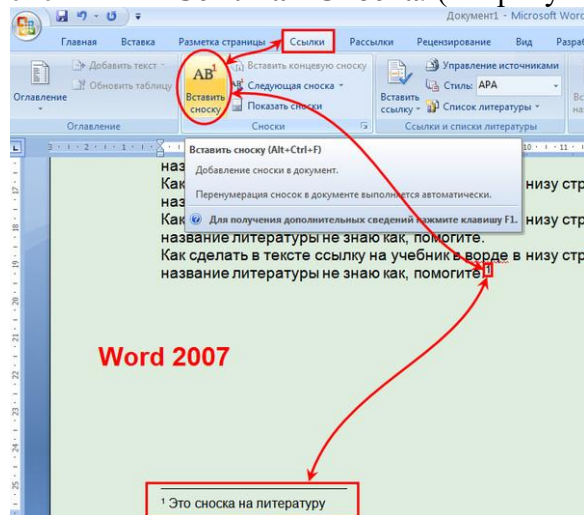 Документ1 - Microsoft Word
Главная Вставка Разметка страницы Ссылки Рассылки Рецензирование Вид Разраб
Добавить текст
Обновить таблицу
Оглавление
Оглавление
AB¹
Вставить сноску
Вставить концевую сноску
Следующая сноска
Показать сноски
Сноски
Вставить ссылку
Управление источниками
Стиль: APA
Список литературы
Ссылки и списки литературы
Вставить сноску (Alt+Ctrl+F)
Добавление сноски в документ.
Перенумерация сносок в документе выполняется автоматически.
Для получения дополнительных сведений нажмите клавишу F1.
наз
Как низу стр
наз
Как низу стр
название литературы не знаю как, помогите.
Как сделать в тексте ссылку на учебник в ворде в низу стр
название литературы не знаю как, помогите.¹
Word 2007
¹ Это сноска на литературу